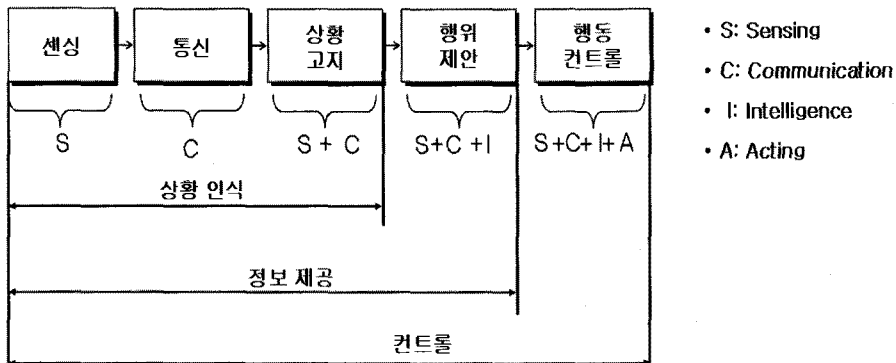 센싱
통신
상황
고지
행위
제안
행동
컨트롤
S
C
S + C
S+C +I
S+C+I+A
상황 인식
정보 제공
컨트롤
• S: Sensing
• C: Communication
• I: Intelligence
• A: Acting